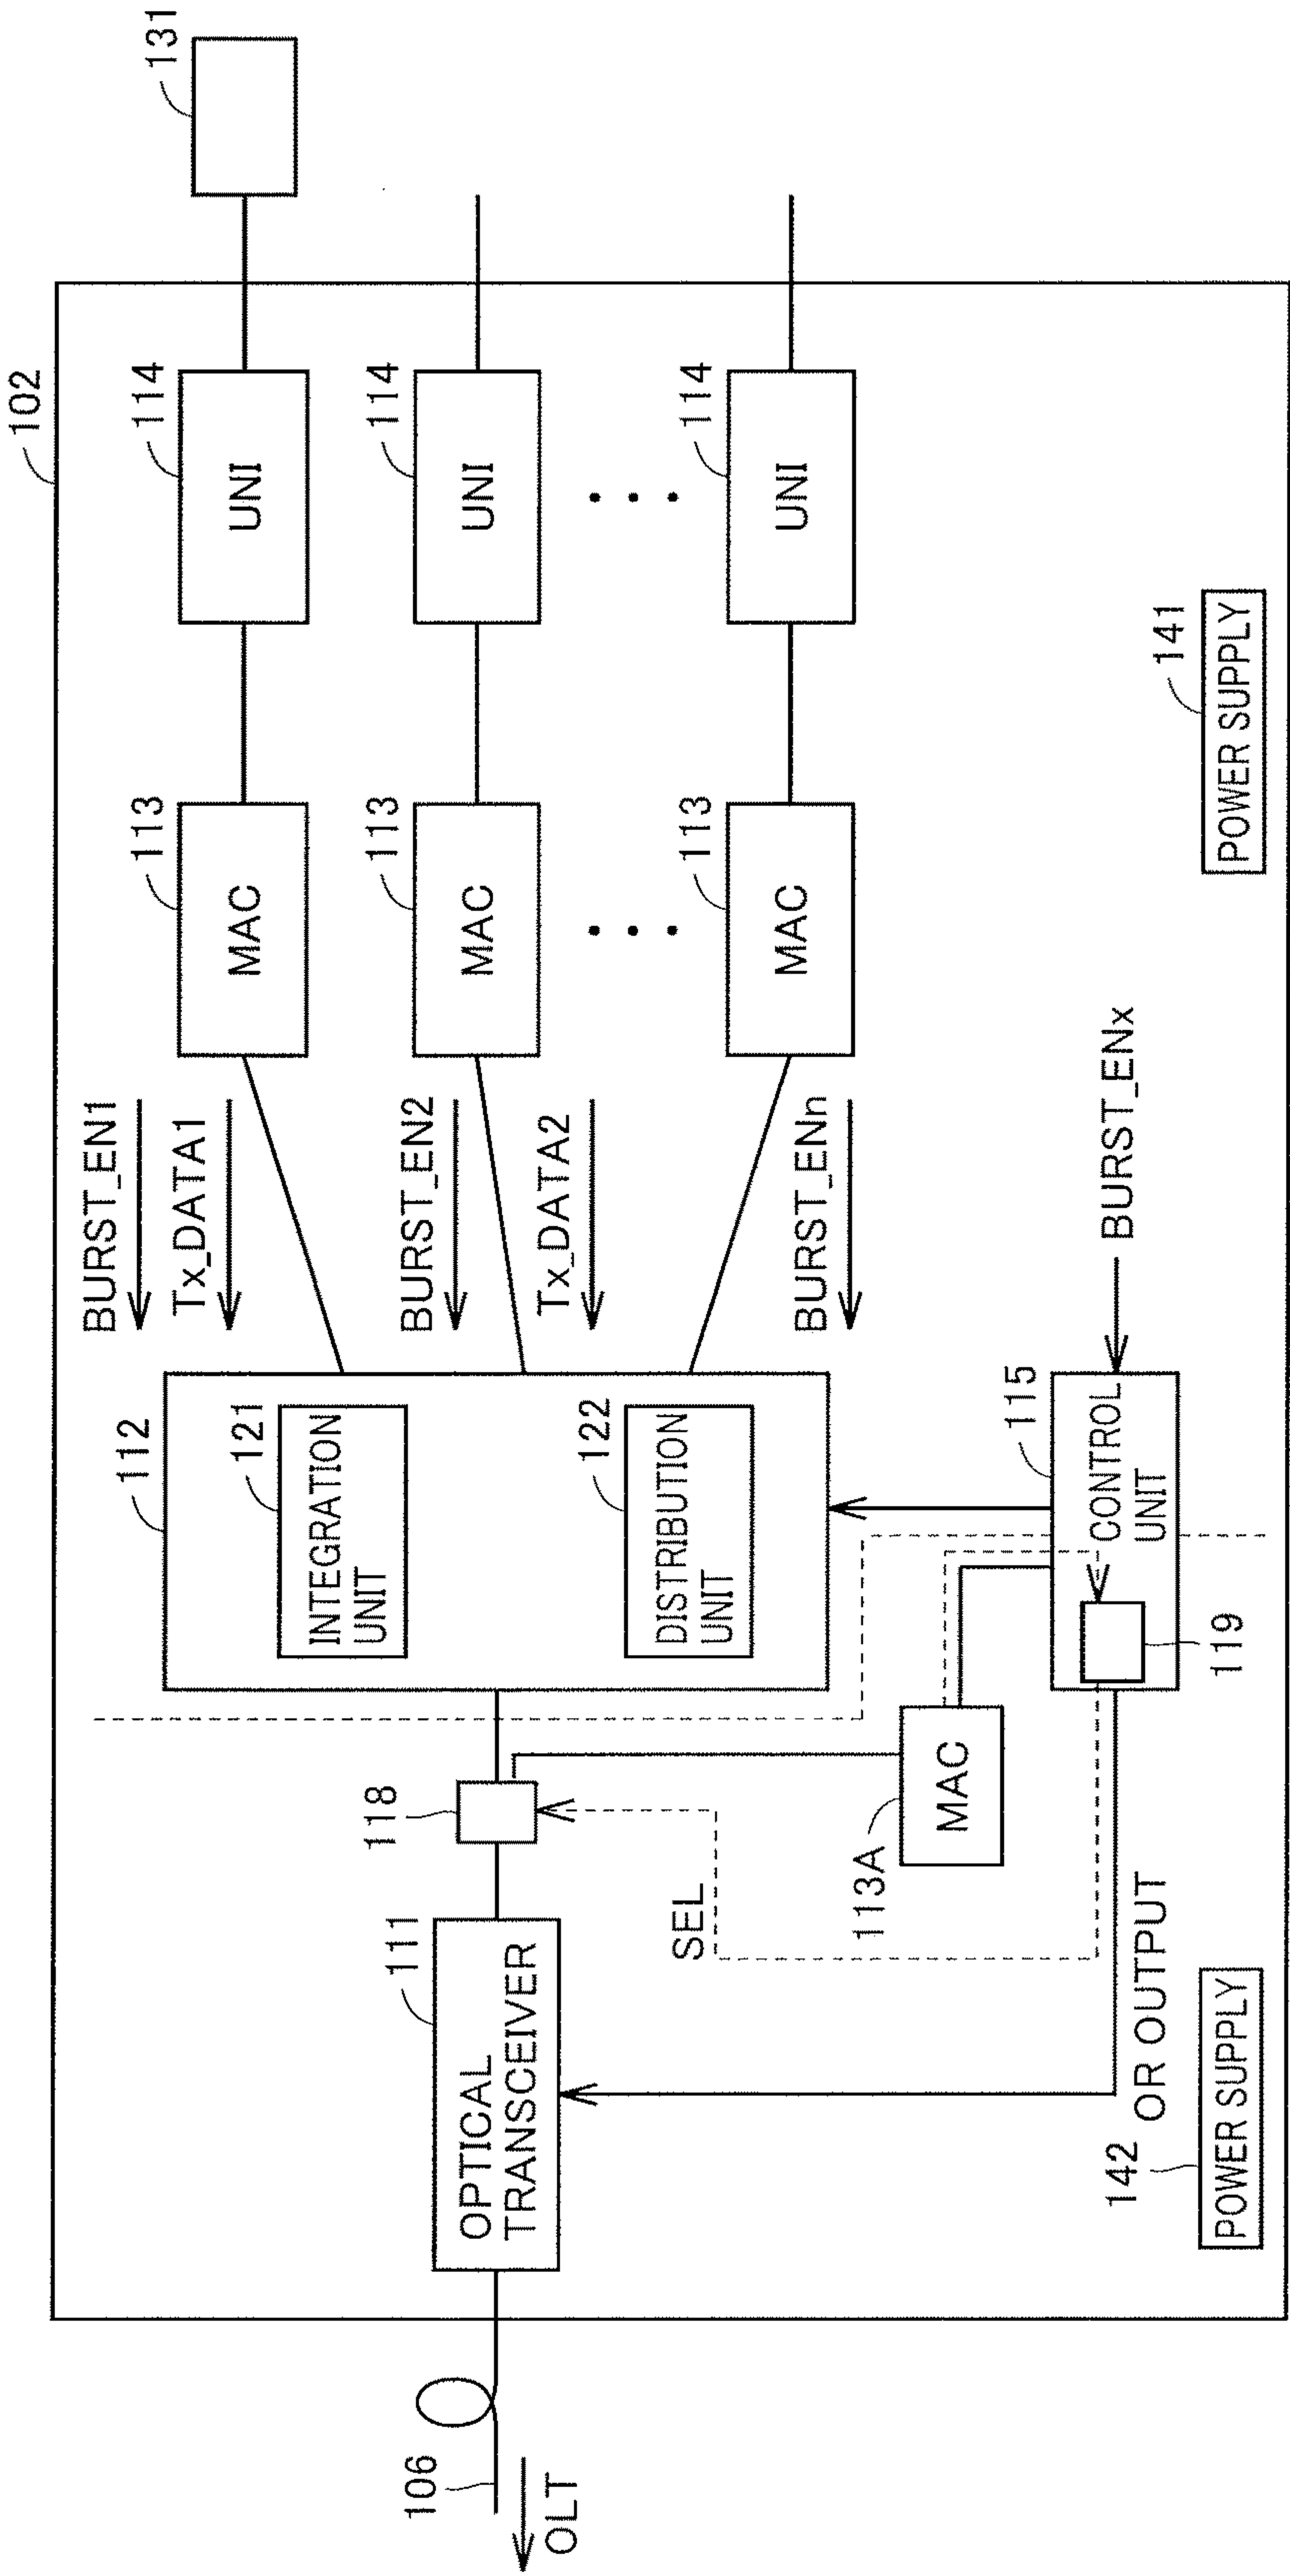 102
131
114
114
114
UNI
UNI
UNI
113
113
113
MAC
MAC
MAC
BURST_EN1
Tx_DATA1
BURST_EN2
Tx_DATA2
BURST_ENn
BURST_ENx
112
121
INTEGRATION
UNIT
122
DISTRIBUTION
UNIT
115
CONTROL
UNIT
119
118
113A
MAC
SEL
111
OPTICAL
TRANSCEIVER
OR OUTPUT
141
POWER SUPPLY
142
POWER SUPPLY
106
OLT